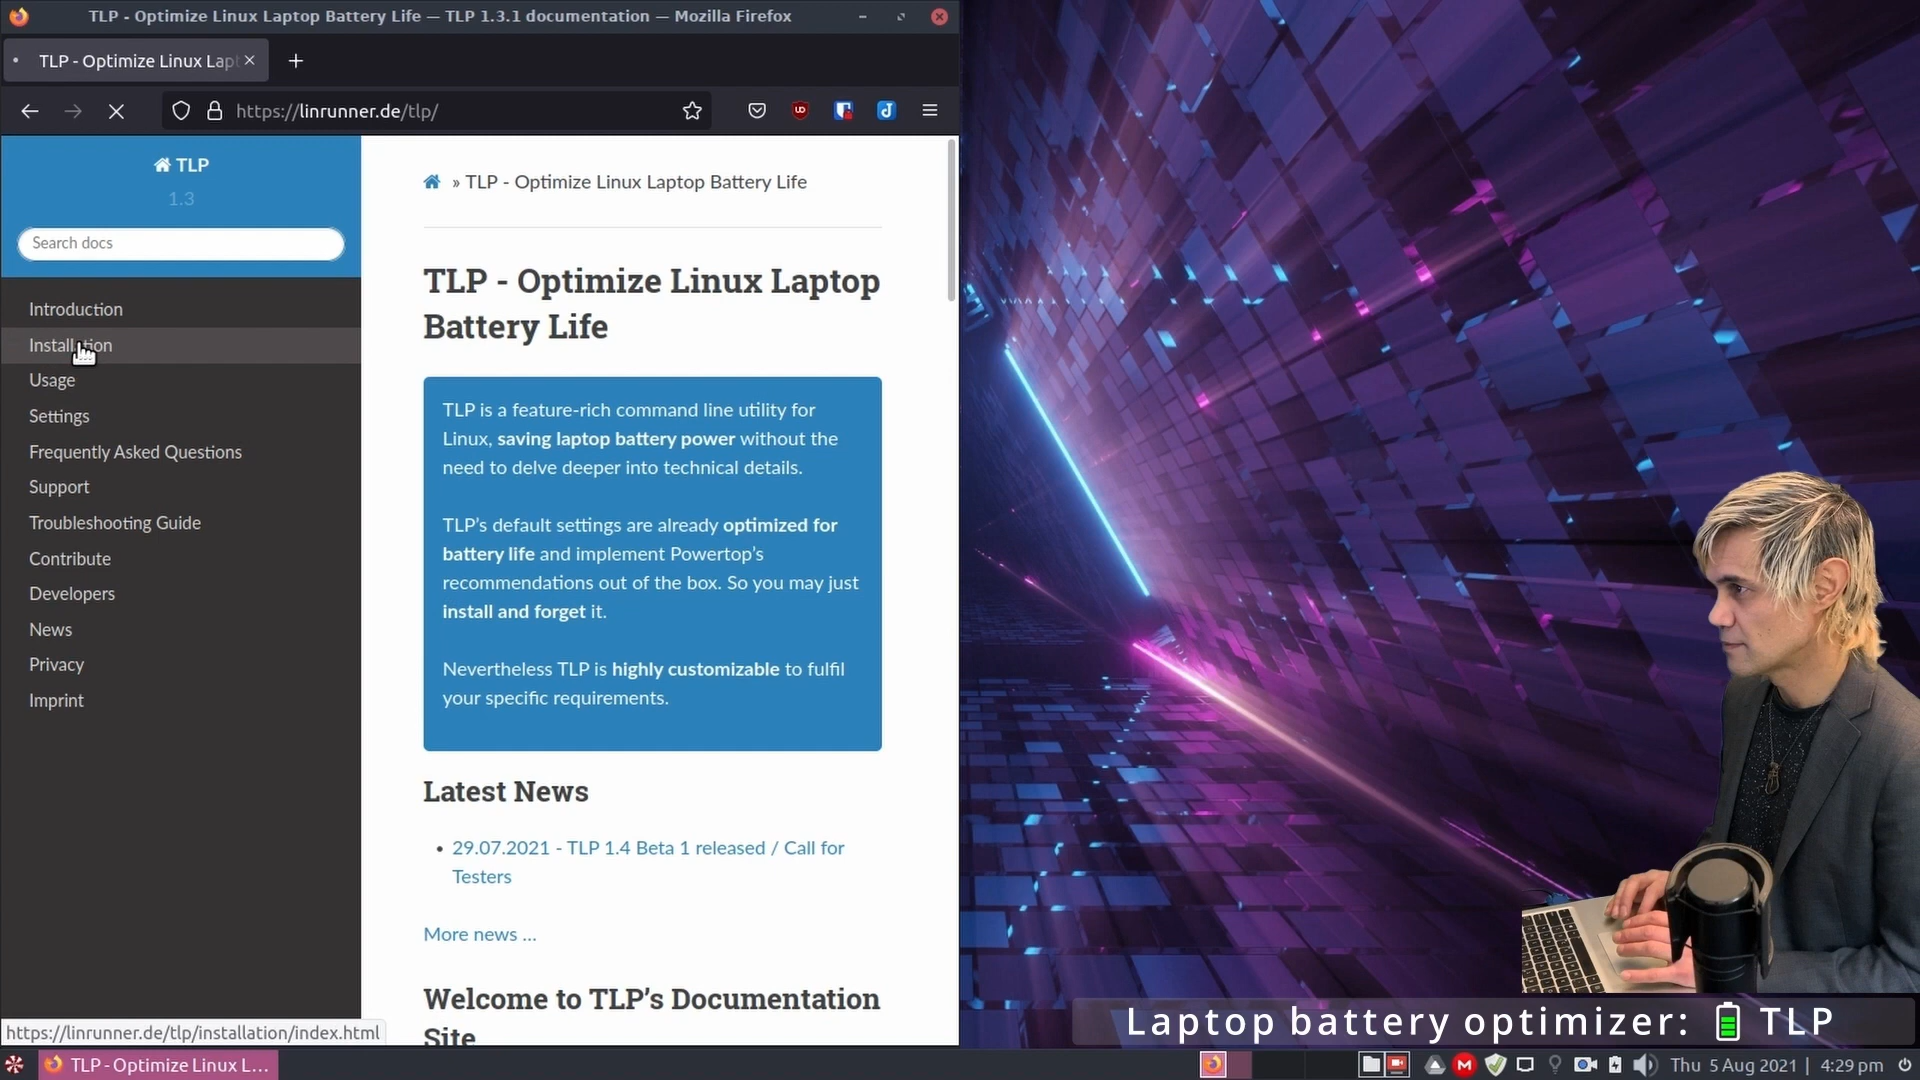 TLP - Optimize Linux Laptop Battery Life — TLP 1.3.1 documentation — Mozilla Firefox
TLP - Optimize Linux Lap
https://linrunner.de/tlp/
TLP
1.3
Search docs
Introduction
Installation
Usage
Settings
Frequently Asked Questions
Support
Troubleshooting Guide
Contribute
Developers
News
Privacy
Imprint
» TLP - Optimize Linux Laptop Battery Life
TLP - Optimize Linux Laptop
Battery Life
TLP is a feature-rich command line utility for
Linux, saving laptop battery power without the
need to delve deeper into technical details.
TLP’s default settings are already optimized for
battery life and implement Powertop’s
recommendations out of the box. So you may just
install and forget it.
Nevertheless TLP is highly customizable to fulfil
your specific requirements.
Latest News
• 29.07.2021 - TLP 1.4 Beta 1 released / Call for
Testers
More news ...
Welcome to TLP’s Documentation
Site
https://linrunner.de/tlp/installation/index.html
Laptop battery optimizer: TLP
TLP - Optimize Linux L...
Thu 5 Aug 2021 | 4:29 pm